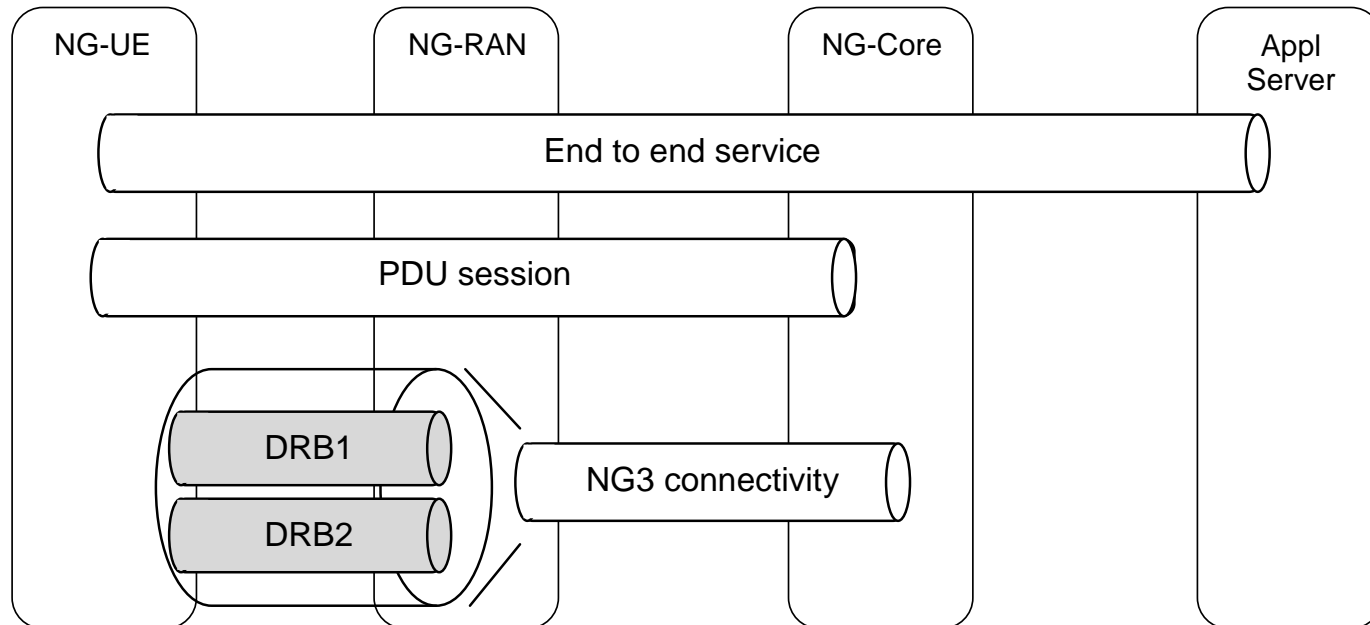 NG-UE
NG-RAN
NG-Core
Appl
Server
End to end service
PDU session
DRB1
NG3 connectivity
DRB2